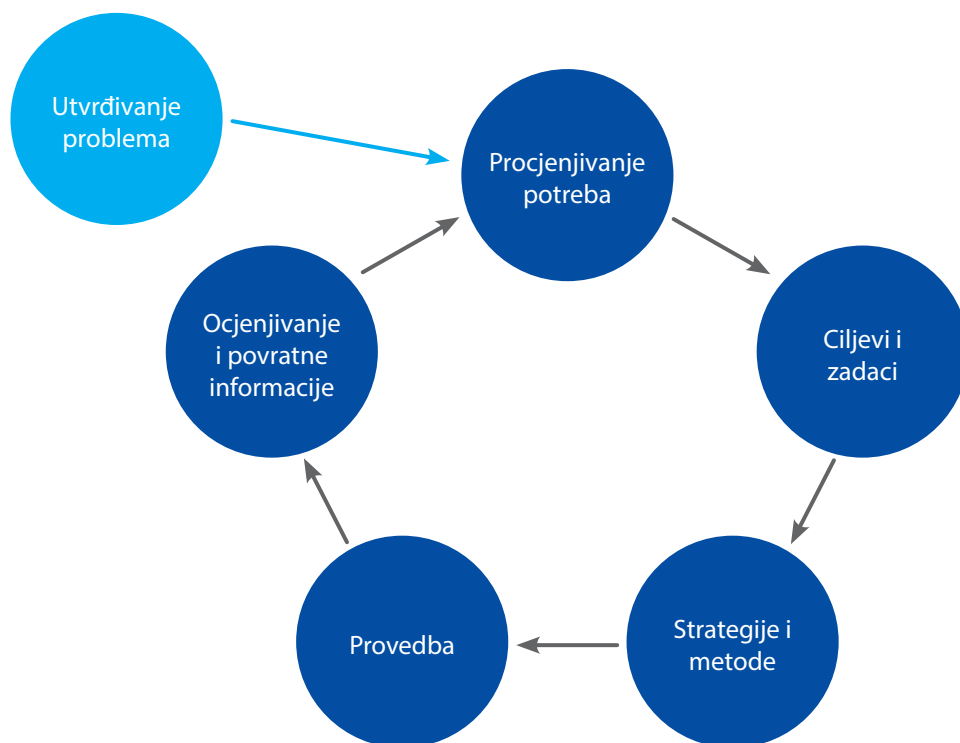 Utvrđivanje
problema
Procjenjivanje
potreba
Ciljevi i
zadaci
Strategije i
metode
Provedba
Ocjenjivanje
i povratne
informacije